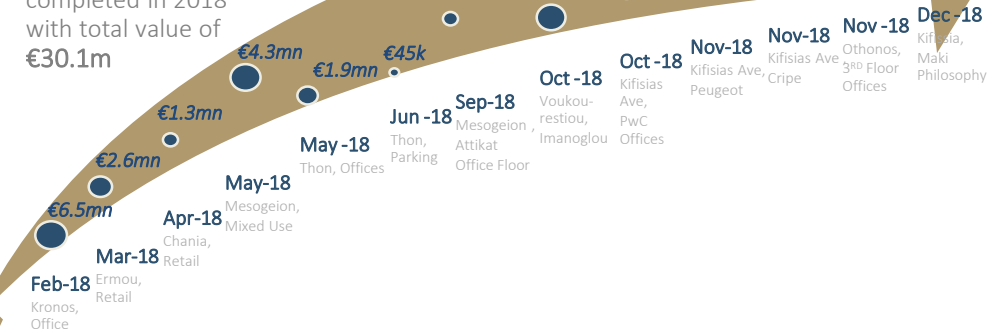 completed in 2018
with total value of
€30.1m
€6.5mn
€2.6mn
€1.3mn
€4.3mn
€1.9mn
€45k
Feb-18
Kronos,
Office
Mar-18
Ermou,
Retail
Apr-18
Chania,
Retail
May-18
Mesogeion,
Mixed Use
May -18
Thon, Offices
Jun -18
Thon,
Parking
Sep-18
Mesogeion ,
Attikat
Office Floor
Oct -18
Voukou-
restiou,
Imanoglou
Oct -18
Kifisias
Ave,
PwC
Offices
Nov-18
Kifisias Ave,
Peugeot
Nov-18
Kifisias Ave ,
Cripe
Nov -18
Othonos,
3RD Floor
Offices
Dec -18
Kifisia,
Maki
Philosophy